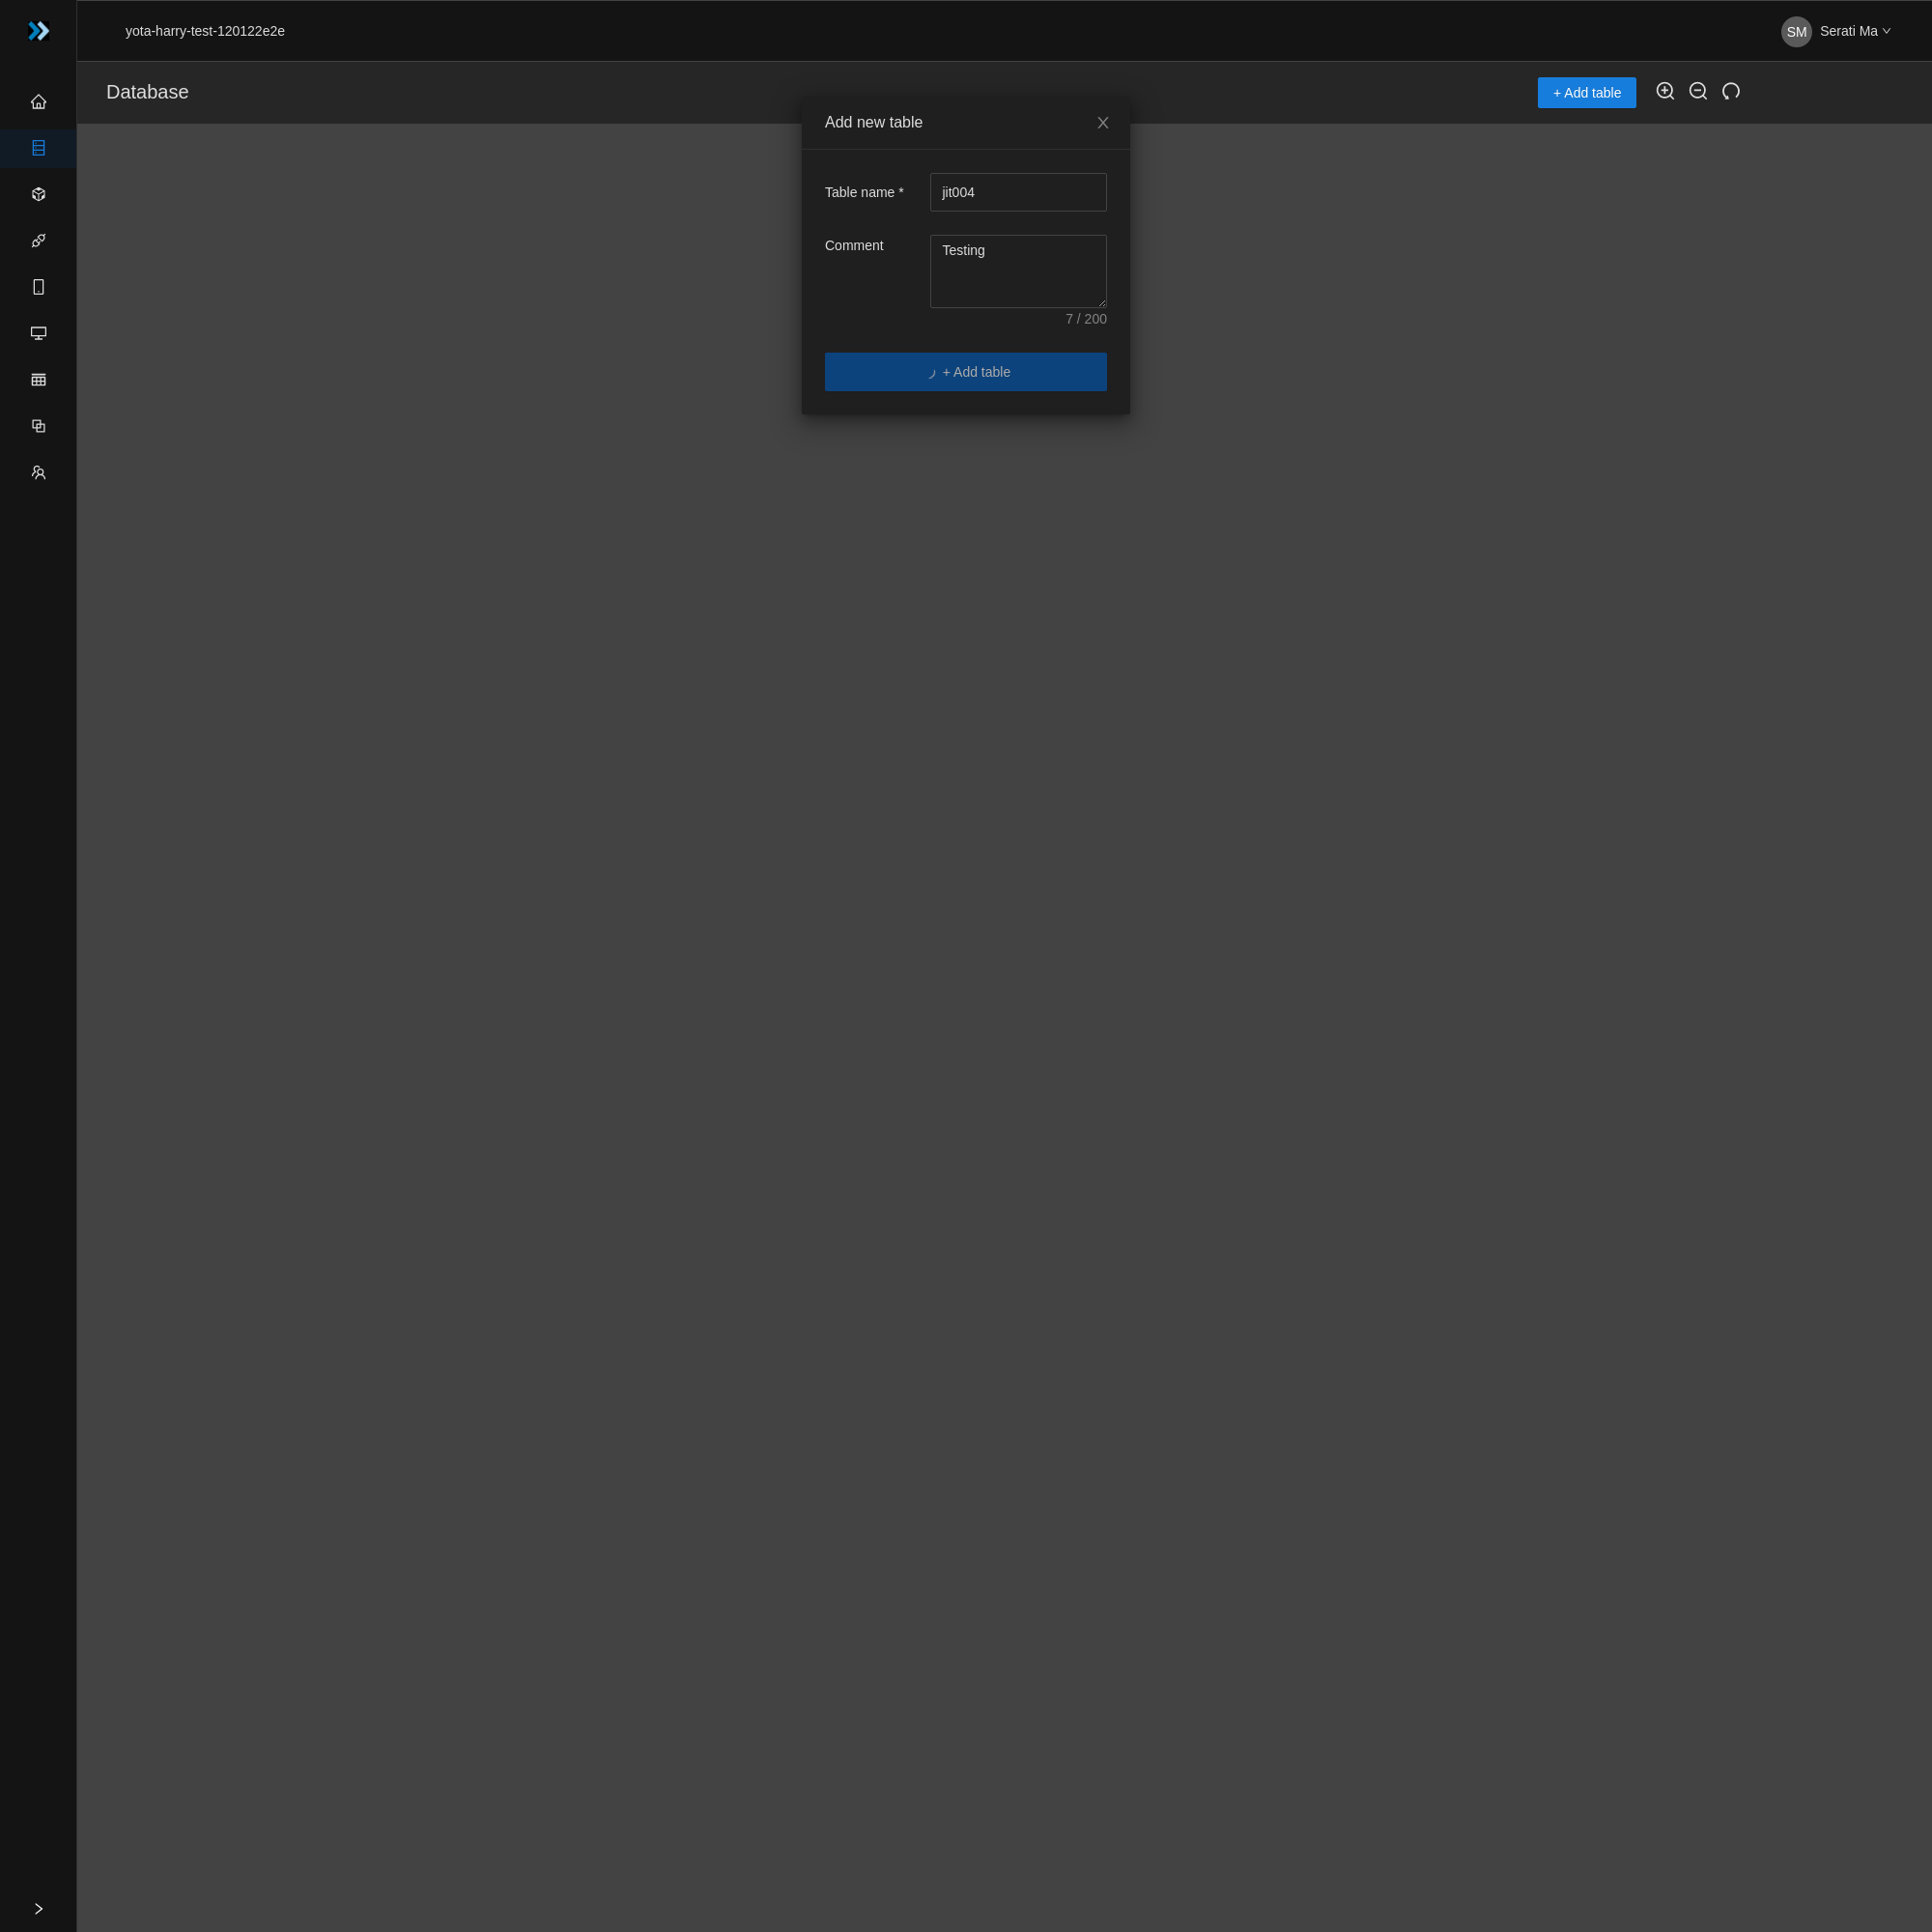 yota-harry-test-120122e2e
SM Serati Ma
Database
+ Add table
Add new table
Table name *
jit004
Comment
Testing
7 / 200
+ Add table